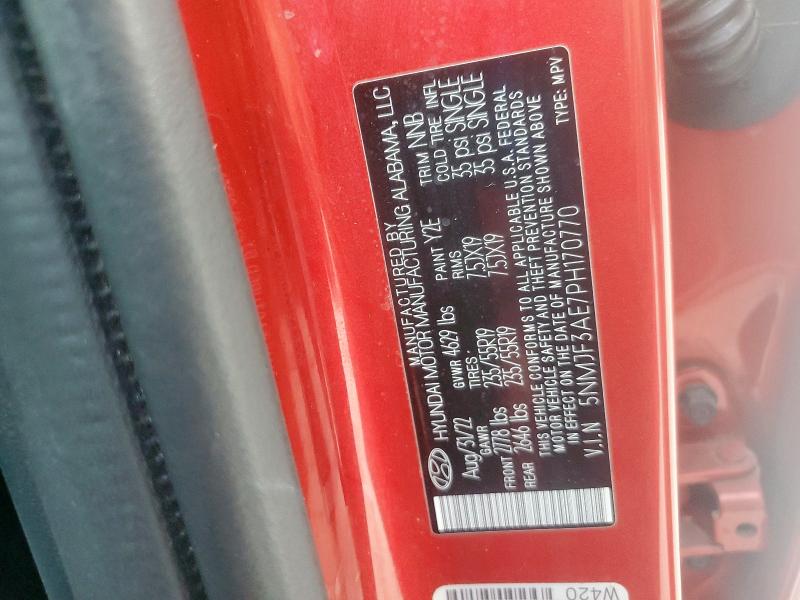 MANUFACTURED BY
HYUNDAI MOTOR MANUFACTURING ALABAMA, LLC
Aug/31/22 GVWR 4629 lbs PAINT Y2E TRIM NNB
GAWR TIRES RIMS COLD TIRE INFL
FRONT 2778 lbs 235/55R19 7.5JX19 35 psi SINGLE
REAR 2646 lbs 235/55R19 7.5JX19 35 psi SINGLE
THIS VEHICLE CONFORMS TO ALL APPLICABLE U.S.A. FEDERAL
MOTOR VEHICLE SAFETY AND THEFT PREVENTION STANDARDS
IN EFFECT ON THE DATE OF MANUFACTURE SHOWN ABOVE
V.I.N 5NMJF3AE7PH170770 TYPE: MPV
W420